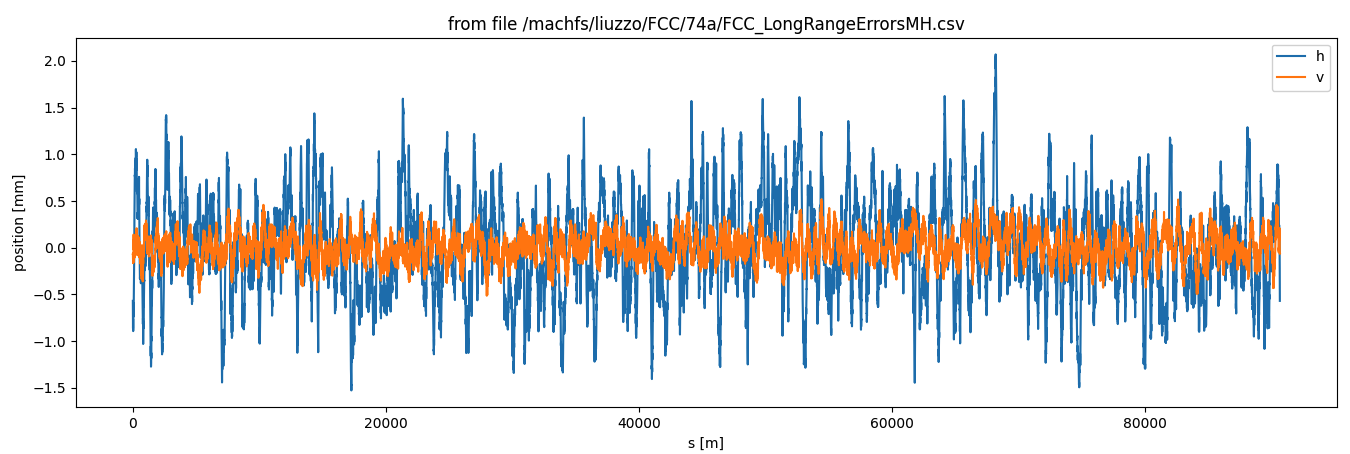 from file /machfs/liuzzo/FCC/74a/FCC_LongRangeErrorsMH.csv
h
v
position [mm]
2.0
1.5
1.0
0.5
0.0
−0.5
−1.0
−1.5
0
20000
40000
60000
80000
s [m]